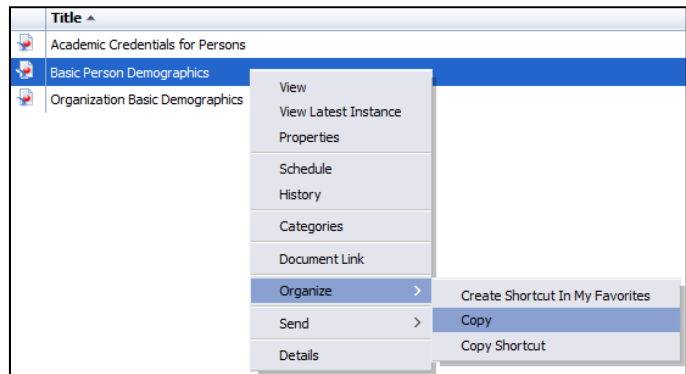 Title
Academic Credentials for Persons
Basic Person Demographics
Organization Basic Demographics
View
View Latest Instance
Properties
Schedule
History
Categories
Document Link
Organize
Send
Details
Create Shortcut In My Favorites
Copy
Copy Shortcut